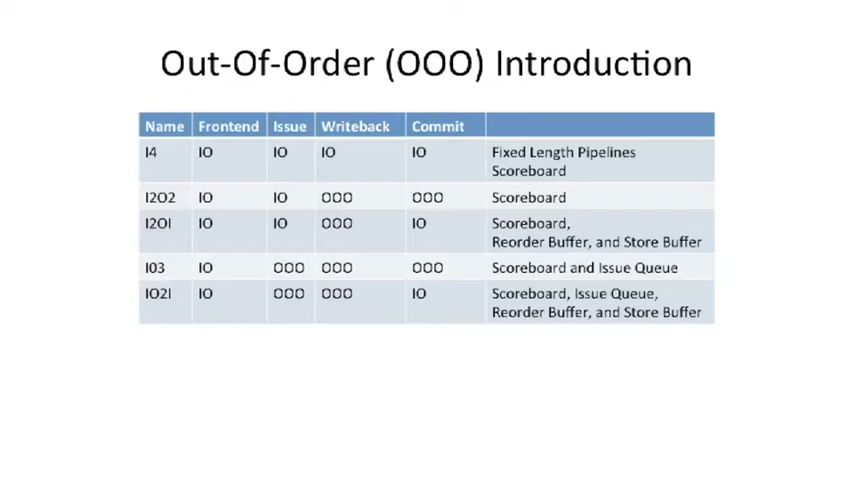 Out-Of-Order (OOO) Introduction
Name Frontend Issue Writeback Commit
I4 IO IO IO IO Fixed Length Pipelines
Scoreboard
I2O2 IO IO OOO OOO Scoreboard
I2OI IO IO OOO IO Scoreboard,
Reorder Buffer, and Store Buffer
I03 IO OOO OOO OOO Scoreboard and Issue Queue
IO2I IO OOO OOO IO Scoreboard, Issue Queue,
Reorder Buffer, and Store Buffer